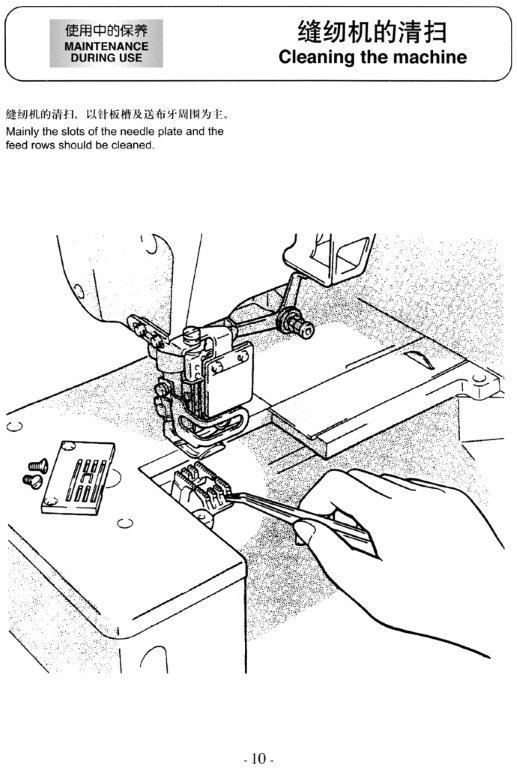 使用中的保养
MAINTENANCE
DURING USE
缝纫机的清扫
Cleaning the machine
缝纫机的清扫、以针板槽及送布牙周围为主。
Mainly the slots of the needle plate and the
feed rows should be cleaned.
- 10 -